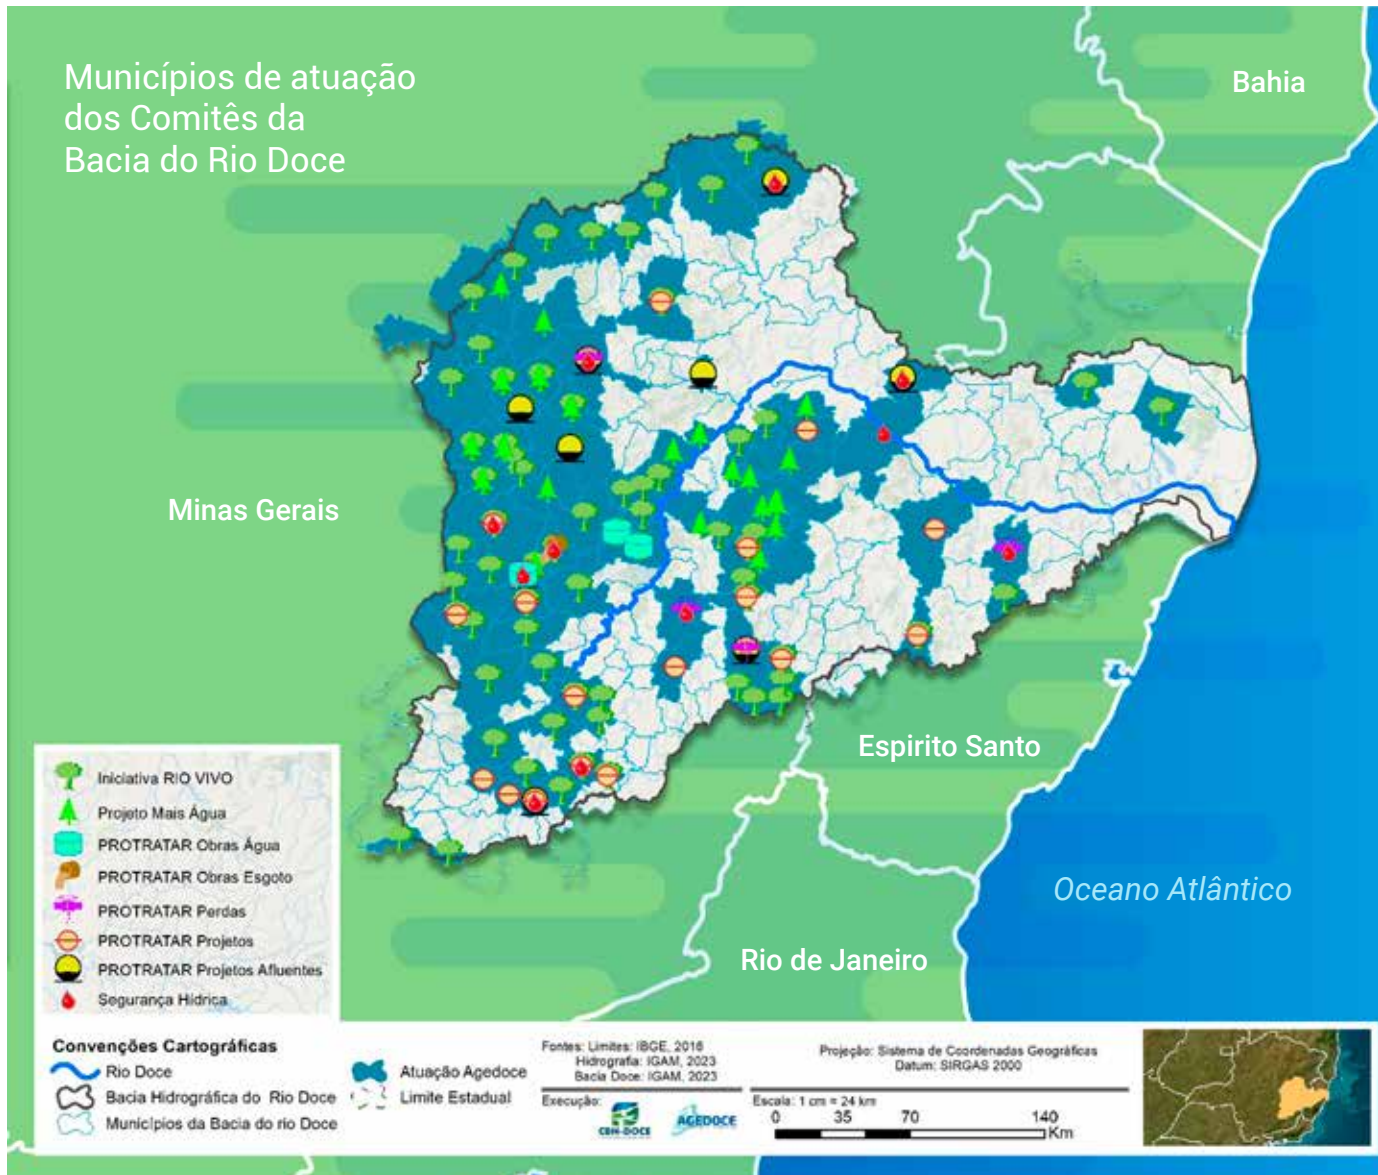 Municípios de atuação
dos Comitês da
Bacia do Rio Doce
Bahia
Minas Gerais
Espirito Santo
Oceano Atlântico
Rio de Janeiro
Iniciativa RIO VIVO
Projeto Mais Água
PROTRATAR Obras Água
PROTRATAR Obras Esgoto
PROTRATAR Perdas
PROTRATAR Projetos
PROTRATAR Projetos Afluentes
Segurança Hídrica
Convenções Cartográficas
Rio Doce
Bacia Hidrográfica do Rio Doce
Municípios da Bacia do rio Doce
Atuação Agedoce
Limite Estadual
Fontes: Limites: IBGE, 2016
Hidrografia: IGAM, 2023
Bacia Doce: IGAM, 2023
Execução:
CBH-DOCE
AGEDOCE
Projeção: Sistema de Coordenadas Geográficas
Datum: SIRGAS 2000
Escala: 1 cm = 24 km
0 35 70 140
Km